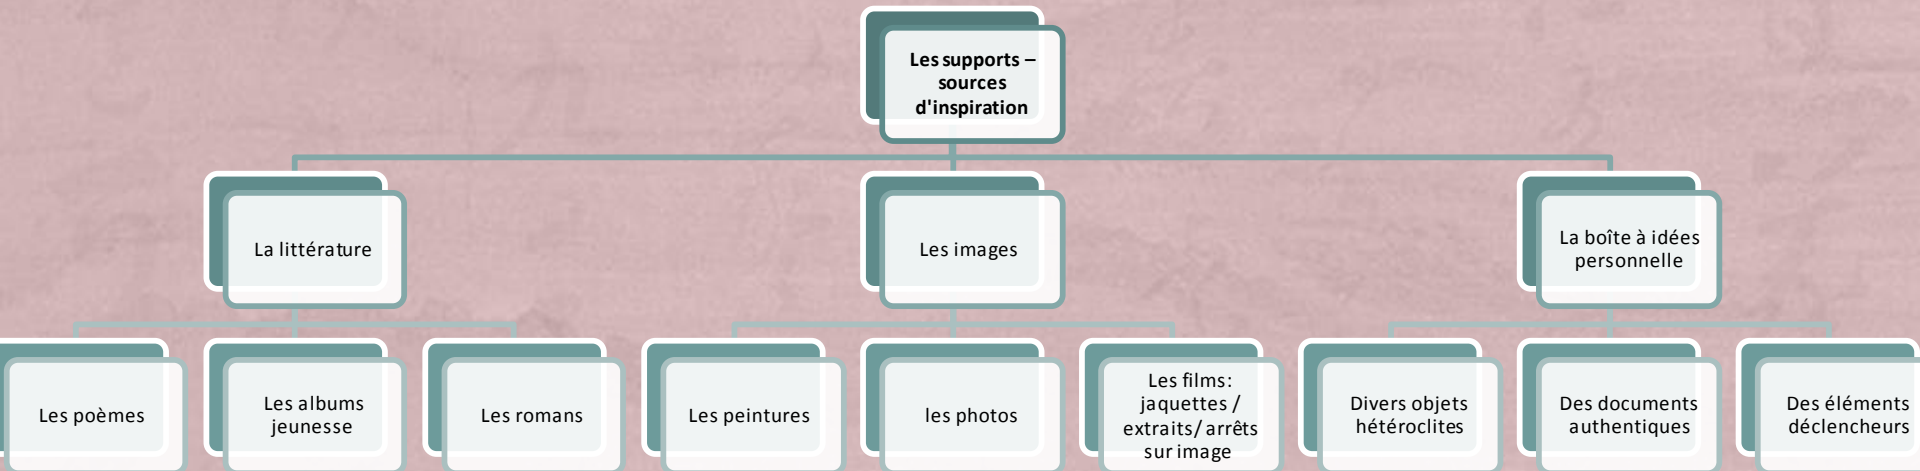 Les supports –
sources
d'inspiration
La littérature
Les images
La boîte à idées
personnelle
Les poèmes
Les albums
jeunesse
Les romans
Les peintures
les photos
Les films:
jaquettes /
extraits/ arrêts
sur image
Divers objets
hétéroclites
Des documents
authentiques
Des éléments
déclencheurs